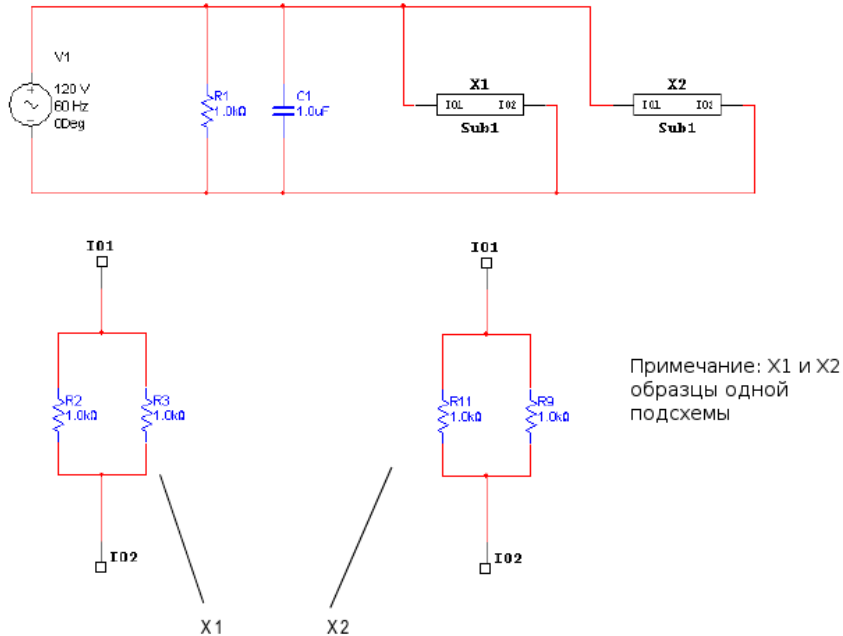 V1
120 V
60 Hz
0Deg
R1
1.0kΩ
C1
1.0uF
X1
IO1 IO2
Sub1
X2
IO1 IO2
Sub1
IO1
R2
1.0kΩ
R3
1.0kΩ
IO2
IO1
R11
1.0kΩ
R9
1.0kΩ
IO2
Примечание: X1 и X2
образцы одной
подсхемы
X1
X2